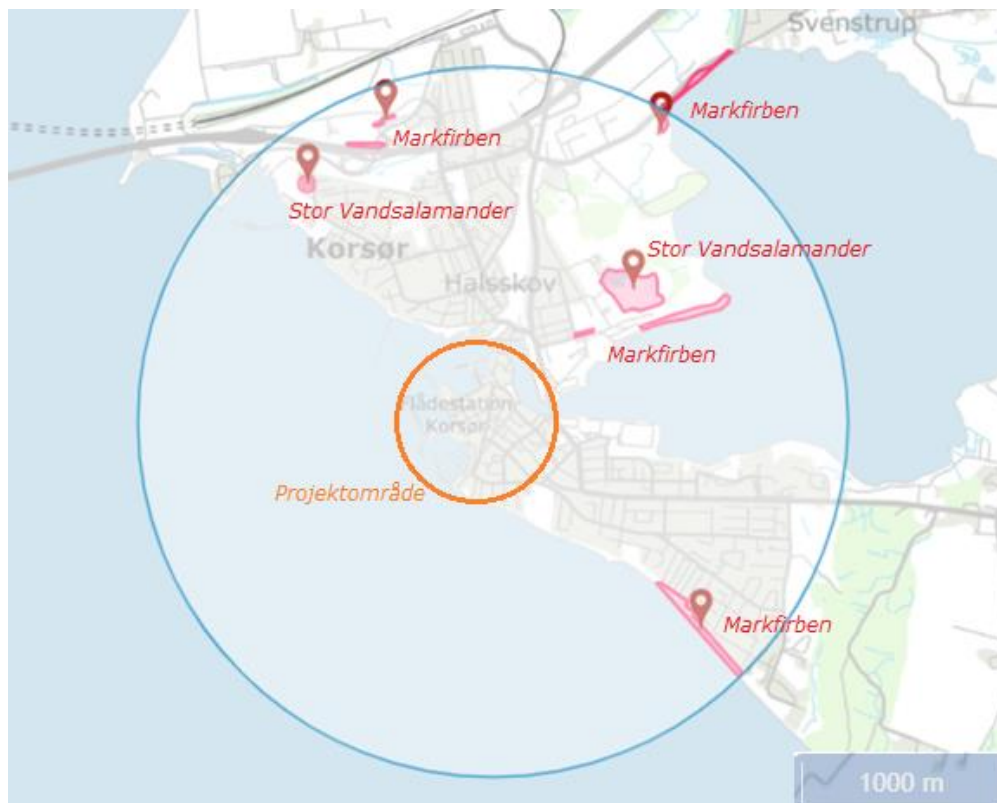 Svenstrup
Markfirben
Markfirben
Stor Vandsalamander
Korsør
Stor Vandsalamander
Halsskov
Markfirben
Flådestation
Korsør
Projektområde
Markfirben
1000 m